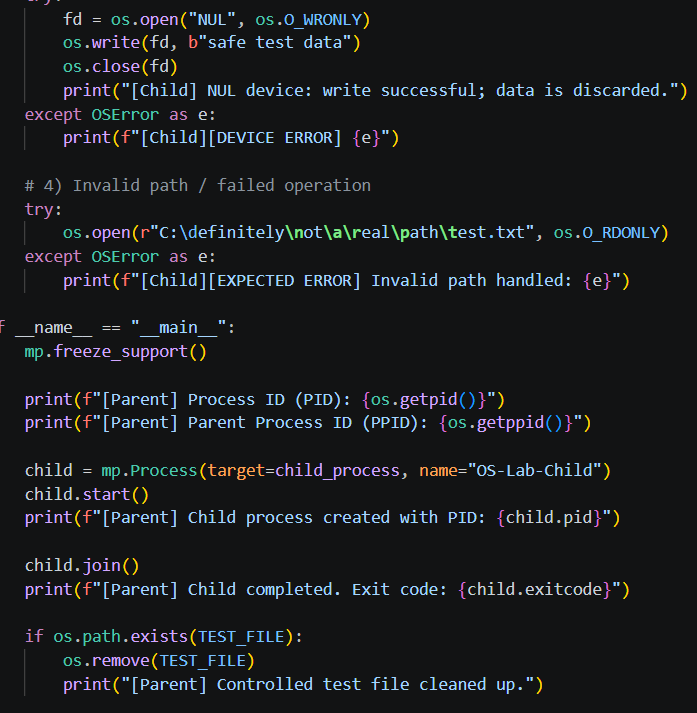 try:
fd = os.open("NUL", os.O_WRONLY)
os.write(fd, b"safe test data")
os.close(fd)
print("[Child] NUL device: write successful; data is discarded.")
except OSError as e:
print(f"[Child][DEVICE ERROR] {e}")
# 4) Invalid path / failed operation
try:
os.open(r"C:\definitely\not\a\real\path\test.txt", os.O_RDONLY)
except OSError as e:
print(f"[Child][EXPECTED ERROR] Invalid path handled: {e}")
f __name__ == "__main__":
mp.freeze_support()
print(f"[Parent] Process ID (PID): {os.getpid()}")
print(f"[Parent] Parent Process ID (PPID): {os.getppid()}")
child = mp.Process(target=child_process, name="OS-Lab-Child")
child.start()
print(f"[Parent] Child process created with PID: {child.pid}")
child.join()
print(f"[Parent] Child completed. Exit code: {child.exitcode}")
if os.path.exists(TEST_FILE):
os.remove(TEST_FILE)
print("[Parent] Controlled test file cleaned up.")